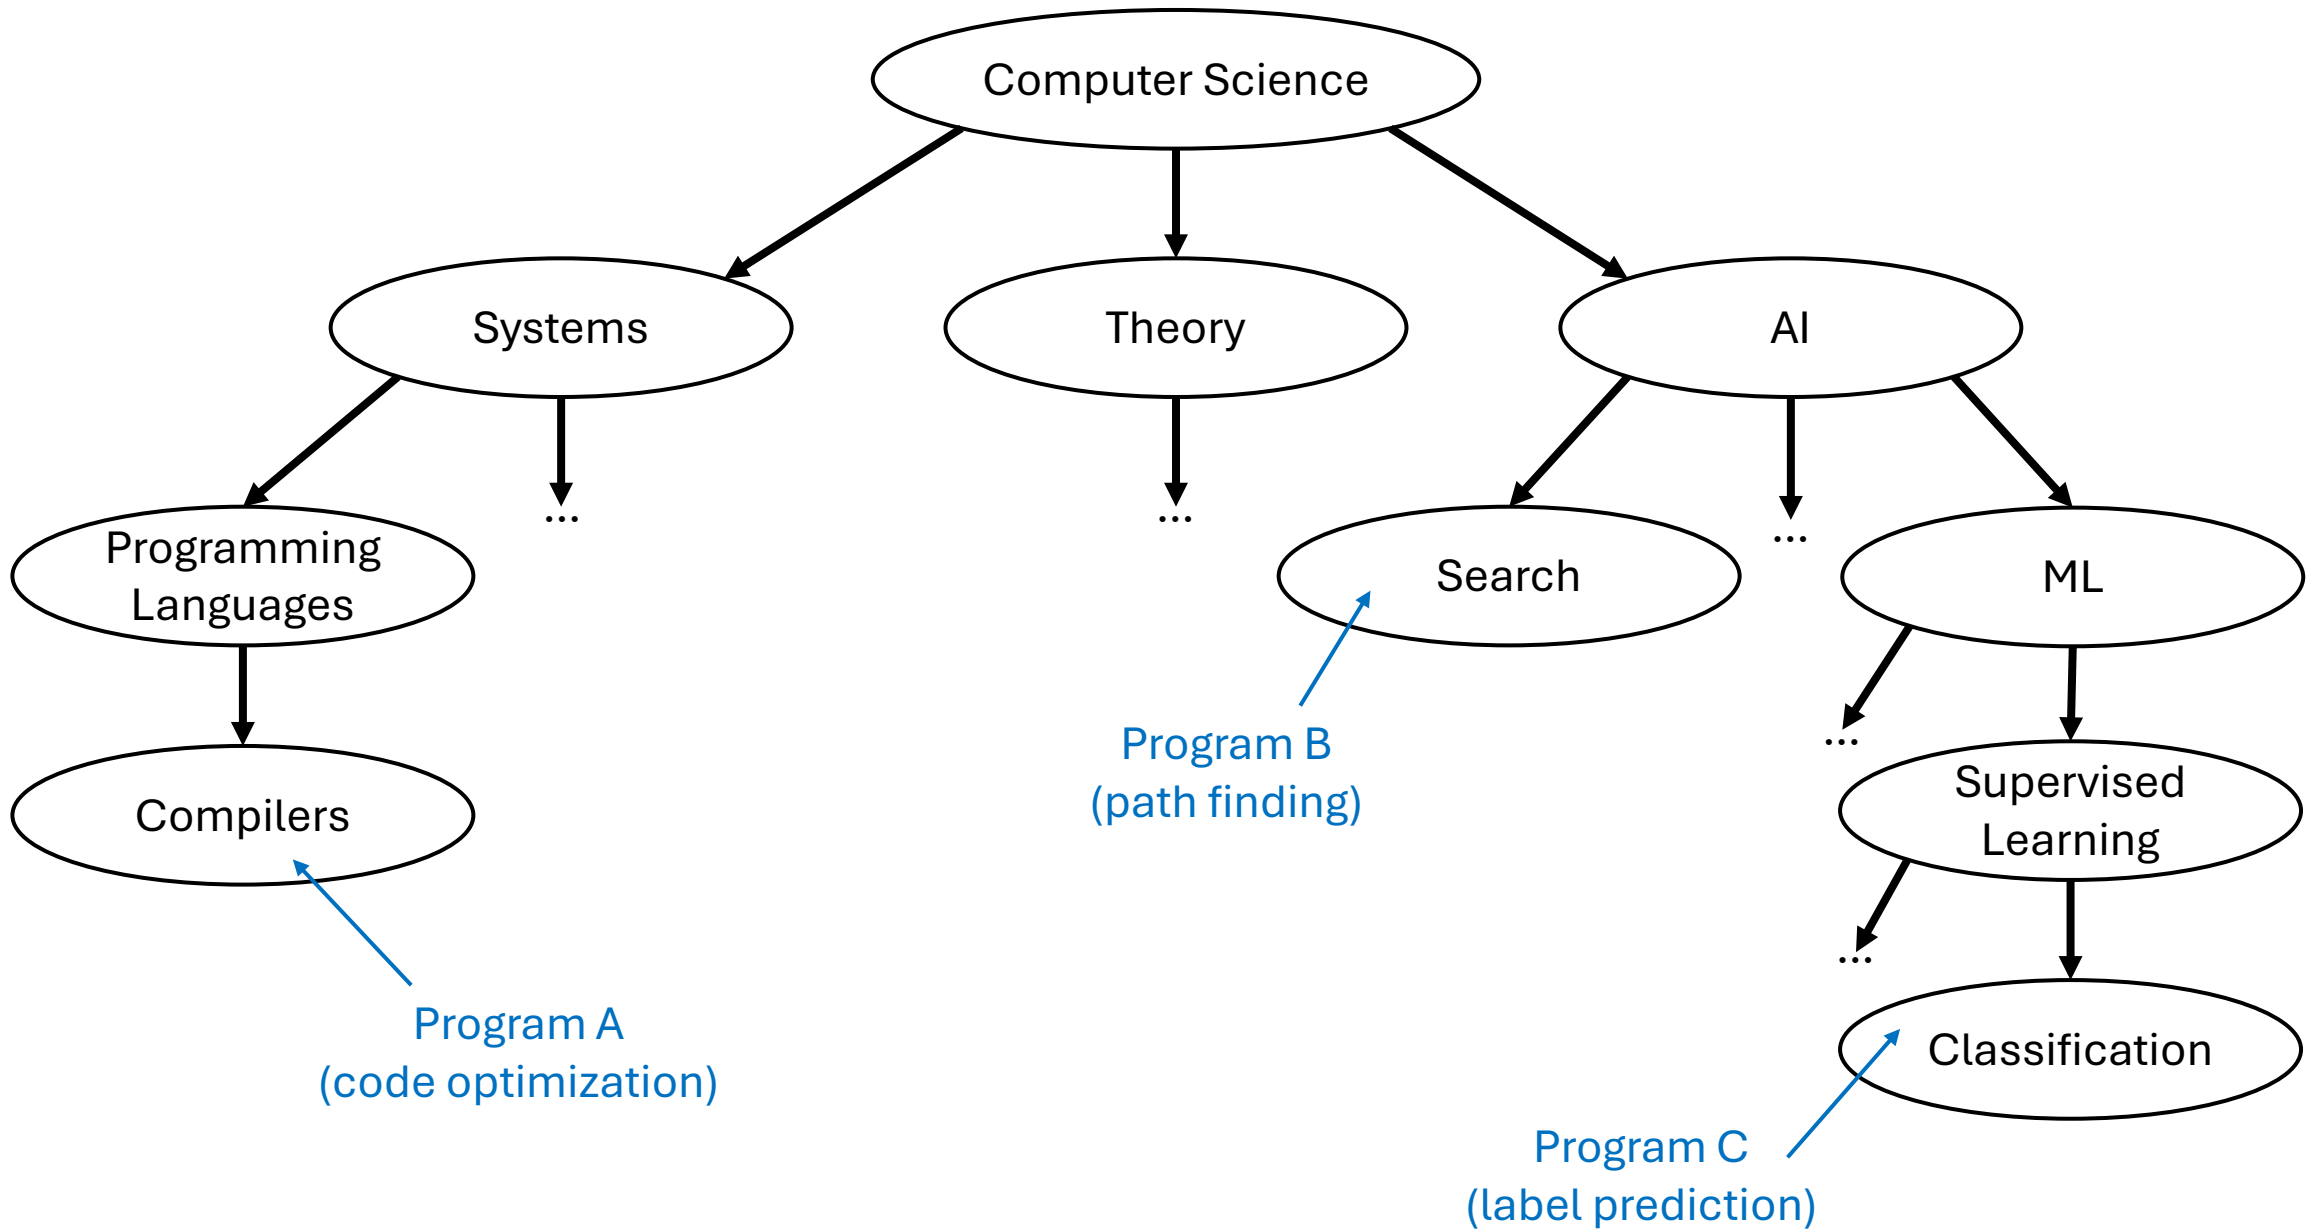 Computer Science
Systems
Theory
AI
...
...
...
Programming
Languages
Search
ML
Program B
(path finding)
...
Compilers
Supervised
Learning
...
Program A
(code optimization)
Classification
Program C
(label prediction)